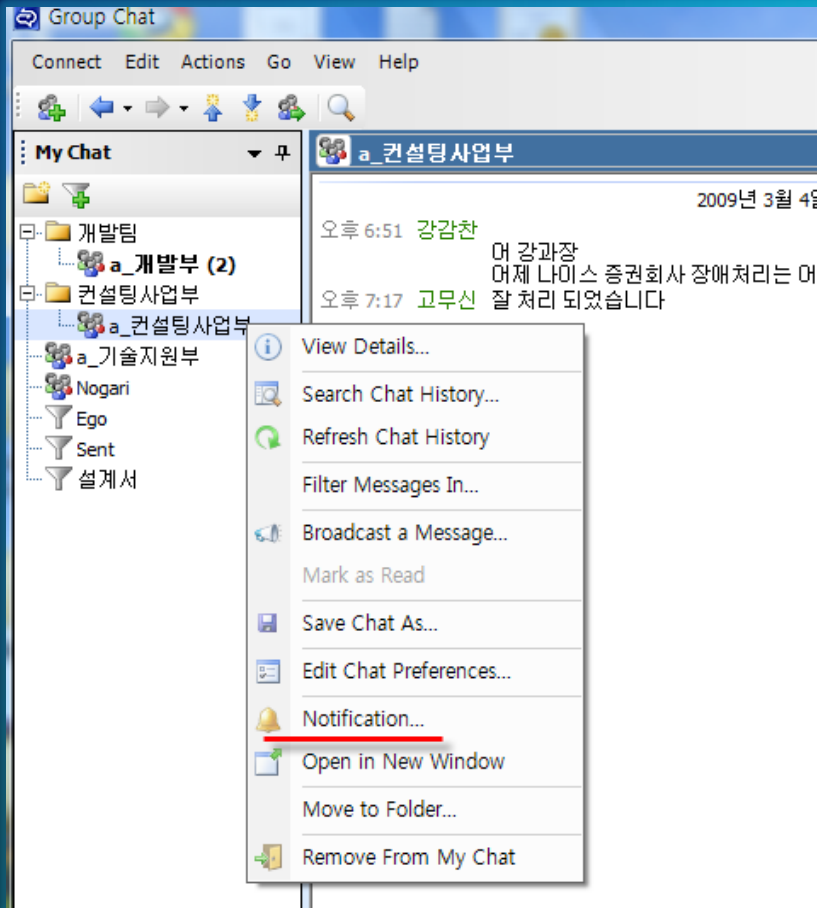 Group Chat
Connect Edit Actions Go View Help
My Chat
개발팀
a_개발부 (2)
컨설팅사업부
a_컨설팅사업부
a_기술지원부
Nogari
Ego
Sent
설계서
a_컨설팅사업부
2009년 3월 4일
오후 6:51 강감찬
어 강과장
어제 나이스 증권회사 장애처리는 어
오후 7:17 고무신 잘 처리 되었습니다
View Details...
Search Chat History...
Refresh Chat History
Filter Messages In...
Broadcast a Message...
Mark as Read
Save Chat As...
Edit Chat Preferences...
Notification...
Open in New Window
Move to Folder...
Remove From My Chat